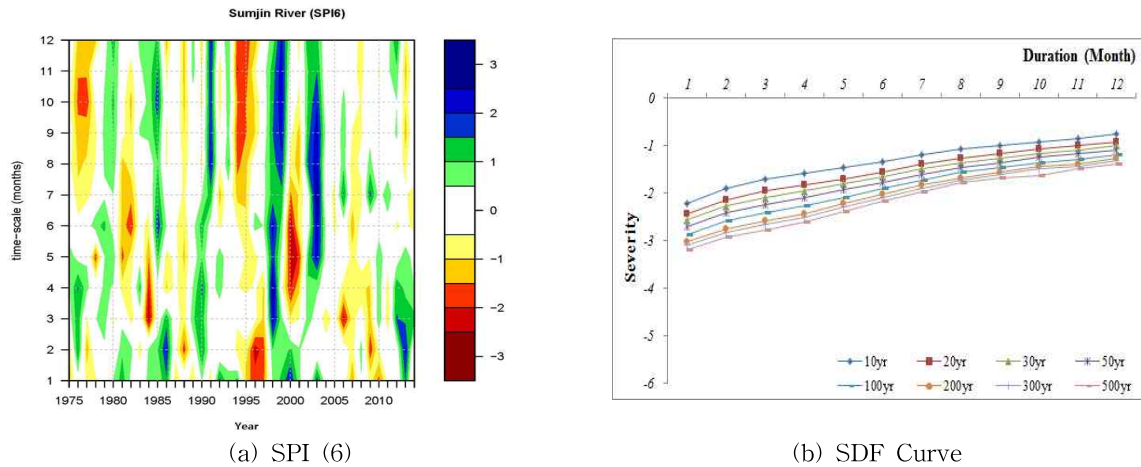 Sumjin River (SPI6)
12
11
10
9
8
7
6
5
4
3
2
1
time-scale (months)
1975 1980 1985 1990 1995 2000 2005 2010
Year
3
2
1
0
-1
-2
-3
(a) SPI (6)
Duration (Month)
1 2 3 4 5 6 7 8 9 10 11 12
0
-1
-2
-3
-4
-5
-6
Severity
10yr 20yr 30yr 50yr
100yr 200yr 300yr 500yr
(b) SDF Curve